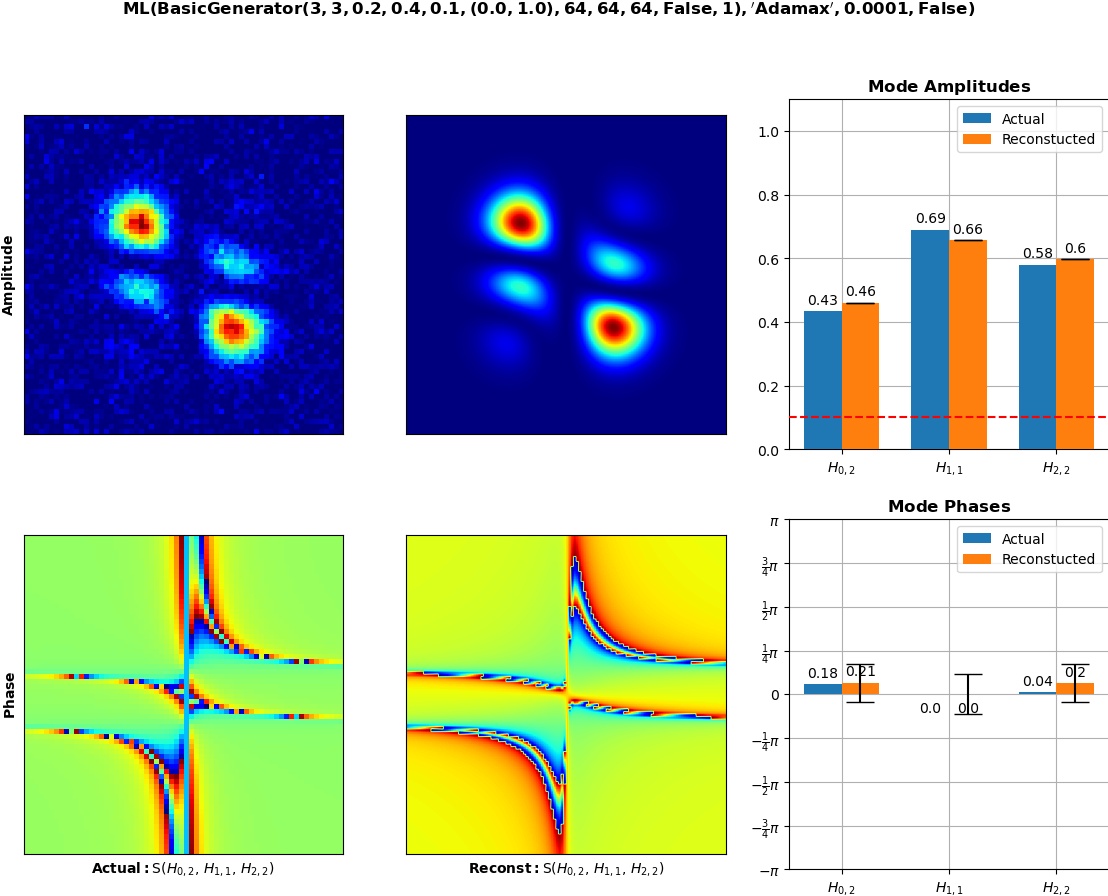 ML(BasicGenerator(3, 3, 0.2, 0.4, 0.1, (0.0, 1.0), 64, 64, 64, False, 1), 'Adamax', 0.0001, False)
Amplitude
Mode Amplitudes
Actual
Reconstucted
1.0
0.8
0.6
0.4
0.2
0.0
0.43
0.46
0.69
0.66
0.58
0.6
H0,2
H1,1
H2,2
Phase
Actual: S(H0,2, H1,1, H2,2)
Reconst: S(H0,2, H1,1, H2,2)
Mode Phases
Actual
Reconstucted
π
3/4π
1/2π
1/4π
0
−1/4π
−1/2π
−3/4π
−π
0.18
0.21
0.0
0.0
0.04
0.2
H0,2
H1,1
H2,2